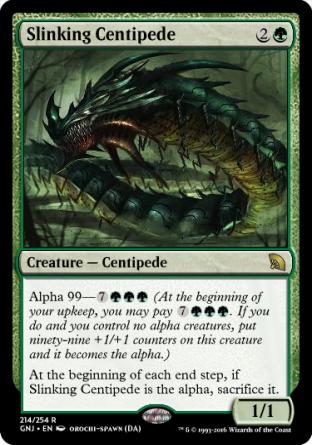 Slinking Centipede 2
Creature — Centipede
Alpha 99—7 (At the beginning of
your upkeep, you may pay 7. If you
do and you control no alpha creatures, put
ninety-nine +1/+1 counters on this creature
and it becomes the alpha.)
At the beginning of each end step, if
Slinking Centipede is the alpha, sacrifice it.
1/1
214/254 R
GNJ • EN OROCHI-SPAWN (DA)
™ & © 1993-2016 Wizards of the Coast